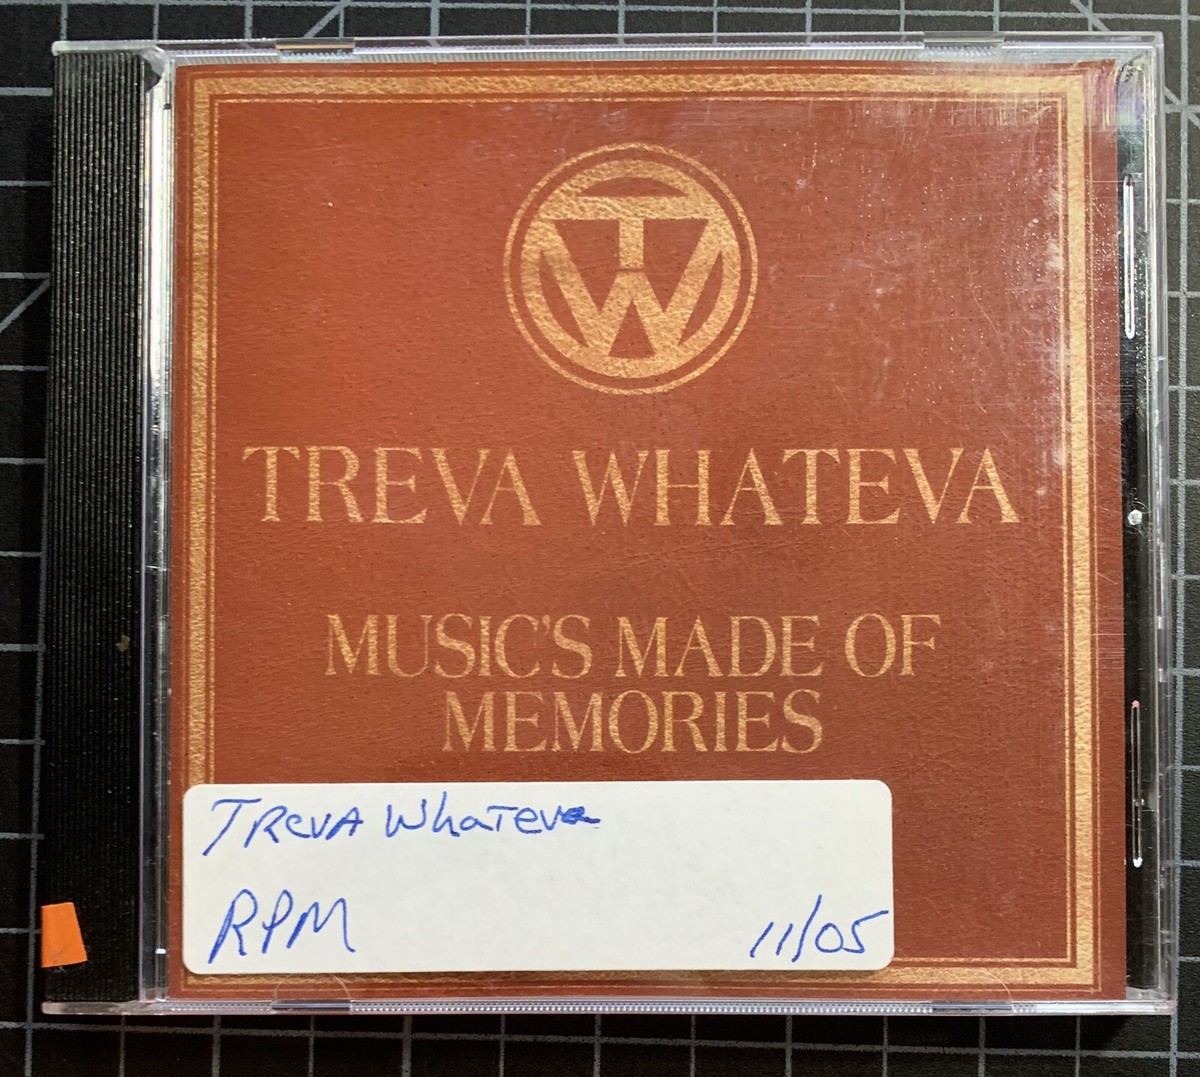 TW
TREVA WHATEVA
MUSIC'S MADE OF
MEMORIES
TReVA WhaTeva
RPM 11/05